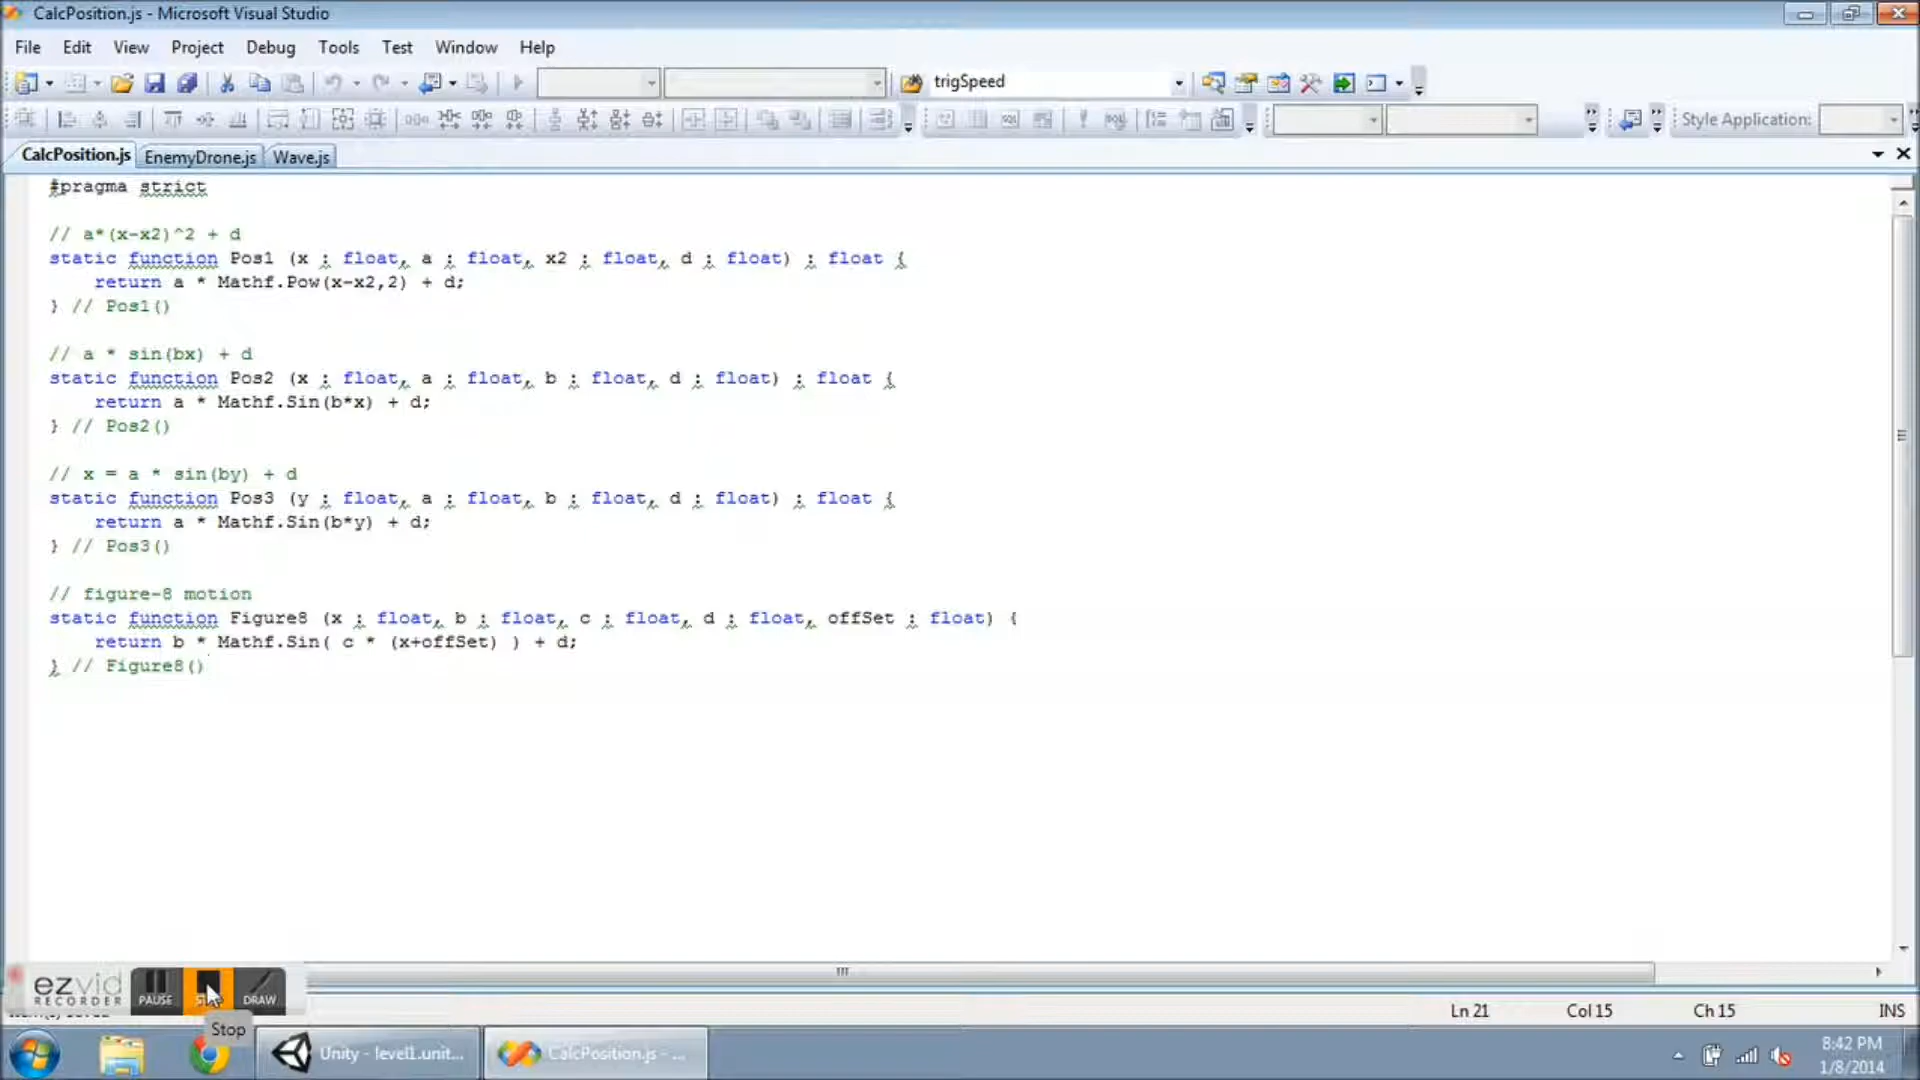 CalcPosition.js - Microsoft Visual Studio
File Edit View Project Debug Tools Test Window Help
trigSpeed
Style Application:
CalcPosition.js EnemyDrone.js Wave.js
#pragma strict
// a*(x-x2)^2 + d
static function Pos1 (x : float, a : float, x2 : float, d : float) : float {
return a * Mathf.Pow(x-x2,2) + d;
} // Pos1()
// a * sin(bx) + d
static function Pos2 (x : float, a : float, b : float, d : float) : float {
return a * Mathf.Sin(b*x) + d;
} // Pos2()
// x = a * sin(by) + d
static function Pos3 (y : float, a : float, b : float, d : float) : float {
return a * Mathf.Sin(b*y) + d;
} // Pos3()
// figure-8 motion
static function Figure8 (x : float, b : float, c : float, d : float, offSet : float) {
return b * Mathf.Sin( c * (x+offSet) ) + d;
} // Figure8()
ezvid
RECORDER
PAUSE
DRAW
Ln 21 Col 15 Ch 15 INS
Stop
Unity - level1.unit...
CalcPosition.js - ...
8:42 PM
1/8/2014